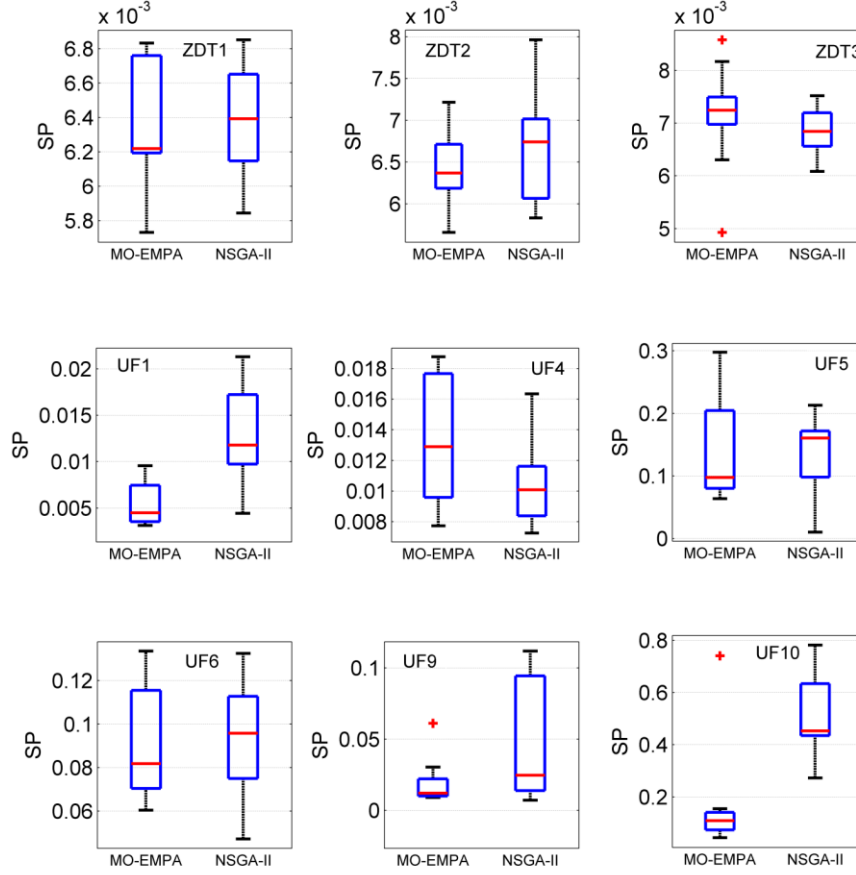 x 10⁻³
ZDT1
6.8
6.6
6.4
6.2
6
5.8
SP
MO-EMPA NSGA-II
x 10⁻³
ZDT2
8
7.5
7
6.5
6
SP
MO-EMPA NSGA-II
x 10⁻³
ZDT3
8
7
6
5
SP
MO-EMPA NSGA-II
UF1
0.02
0.015
0.01
0.005
SP
MO-EMPA NSGA-II
UF4
0.018
0.016
0.014
0.012
0.01
0.008
SP
MO-EMPA NSGA-II
UF5
0.3
0.2
0.1
0
SP
MO-EMPA NSGA-II
UF6
0.12
0.1
0.08
0.06
SP
MO-EMPA NSGA-II
UF9
0.1
0.05
0
SP
MO-EMPA NSGA-II
UF10
0.8
0.6
0.4
0.2
SP
MO-EMPA NSGA-II